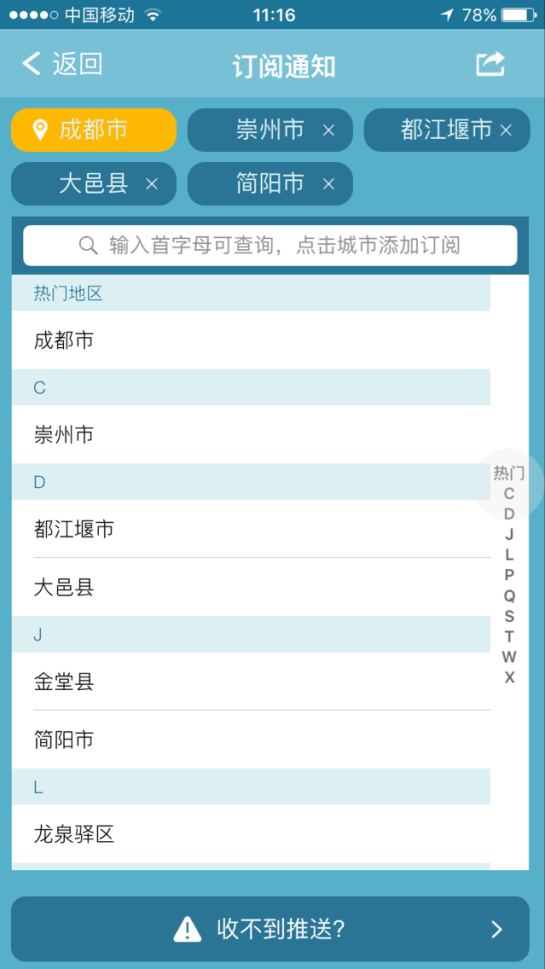 中国移动 11:16 78%
返回 订阅通知
成都市 崇州市 × 都江堰市 ×
大邑县 × 简阳市 ×
输入首字母可查询，点击城市添加订阅
热门地区
成都市
C
崇州市
D
都江堰市
大邑县
J
金堂县
简阳市
L
龙泉驿区
热门
C
D
J
L
P
Q
S
T
W
X
收不到推送?